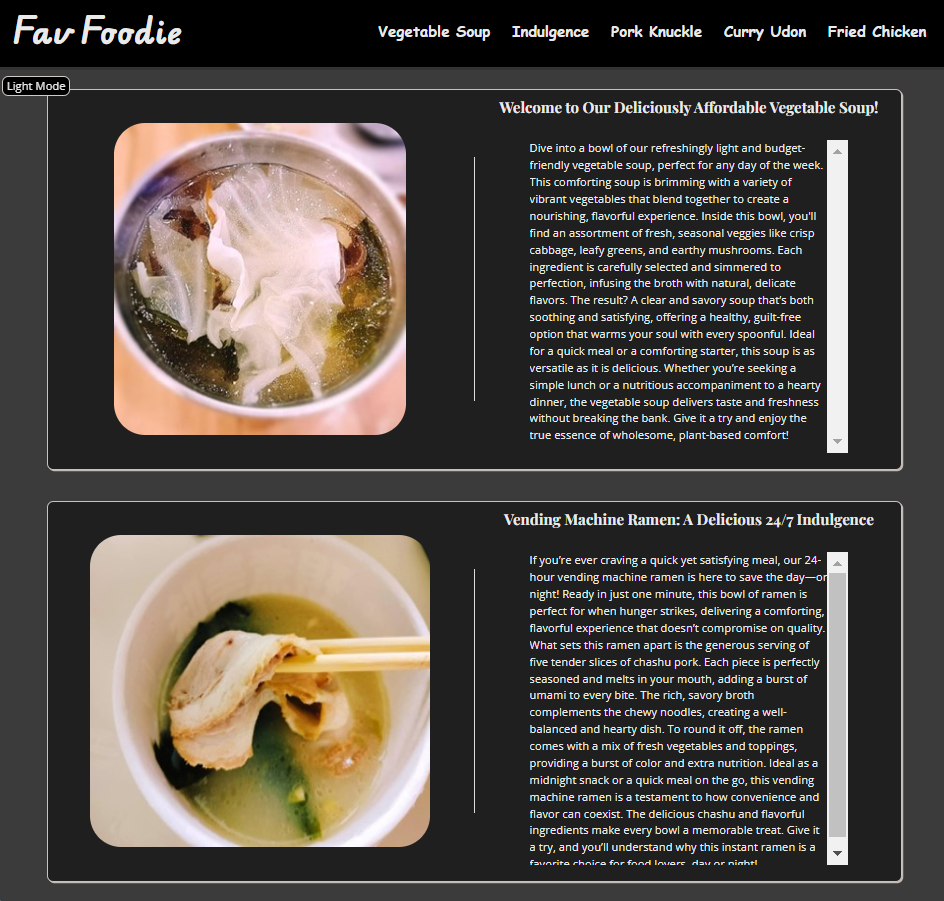 Fav Foodie
Vegetable Soup Indulgence Pork Knuckle Curry Udon Fried Chicken
Light Mode
Welcome to Our Deliciously Affordable Vegetable Soup!
Dive into a bowl of our refreshingly light and budget-
friendly vegetable soup, perfect for any day of the week.
This comforting soup is brimming with a variety of
vibrant vegetables that blend together to create a
nourishing, flavorful experience. Inside this bowl, you'll
find an assortment of fresh, seasonal veggies like crisp
cabbage, leafy greens, and earthy mushrooms. Each
ingredient is carefully selected and simmered to
perfection, infusing the broth with natural, delicate
flavors. The result? A clear and savory soup that's both
soothing and satisfying, offering a healthy, guilt-free
option that warms your soul with every spoonful. Ideal
for a quick meal or a comforting starter, this soup is as
versatile as it is delicious. Whether you're seeking a
simple lunch or a nutritious accompaniment to a hearty
dinner, the vegetable soup delivers taste and freshness
without breaking the bank. Give it a try and enjoy the
true essence of wholesome, plant-based comfort!
Vending Machine Ramen: A Delicious 24/7 Indulgence
If you're ever craving a quick yet satisfying meal, our 24-
hour vending machine ramen is here to save the day—or
night! Ready in just one minute, this bowl of ramen is
perfect for when hunger strikes, delivering a comforting,
flavorful experience that doesn't compromise on quality.
What sets this ramen apart is the generous serving of
five tender slices of chashu pork. Each piece is perfectly
seasoned and melts in your mouth, adding a burst of
umami to every bite. The rich, savory broth
complements the chewy noodles, creating a well-
balanced and hearty dish. To round it off, the ramen
comes with a mix of fresh vegetables and toppings,
providing a burst of color and extra nutrition. Ideal as a
midnight snack or a quick meal on the go, this vending
machine ramen is a testament to how convenience and
flavor can coexist. The delicious chashu and flavorful
ingredients make every bowl a memorable treat. Give it
a try, and you'll understand why this instant ramen is a
favorite choice for food lovers, day or night!